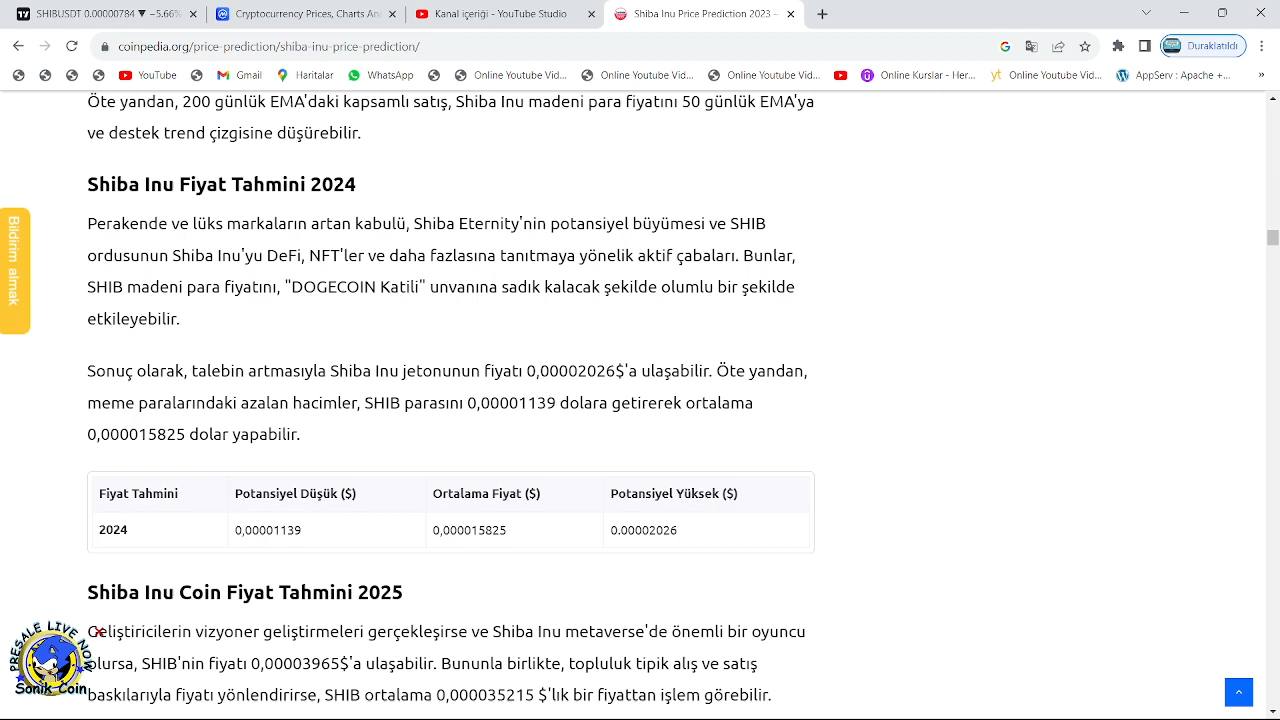 SHIBUSDT 0.00000784 ▼ −5.66%
Cryptocurrency Prices, Charts An
Kanal içeriği - YouTube Studio
Shiba Inu Price Prediction 2023 –
coinpedia.org/price-prediction/shiba-inu-price-prediction/
Duraklatıldı
YouTube
Gmail
Haritalar
WhatsApp
Online Youtube Vid...
Online Youtube Vid...
Online Youtube Vid...
Online Kurslar - Her...
Online Youtube Vid...
AppServ : Apache +...
»
Öte yandan, 200 günlük EMA'daki kapsamlı satış, Shiba Inu madeni para fiyatını 50 günlük EMA'ya
ve destek trend çizgisine düşürebilir.
Shiba Inu Fiyat Tahmini 2024
Perakende ve lüks markaların artan kabulü, Shiba Eternity'nin potansiyel büyümesi ve SHIB
ordusunun Shiba Inu'yu DeFi, NFT'ler ve daha fazlasına tanıtmaya yönelik aktif çabaları. Bunlar,
SHIB madeni para fiyatını, "DOGECOIN Katili" unvanına sadık kalacak şekilde olumlu bir şekilde
etkileyebilir.
Bildirim almak
Sonuç olarak, talebin artmasıyla Shiba Inu jetonunun fiyatı 0,00002026$'a ulaşabilir. Öte yandan,
meme paralarındaki azalan hacimler, SHIB parasını 0,00001139 dolara getirerek ortalama
0,000015825 dolar yapabilir.
Fiyat Tahmini Potansiyel Düşük ($) Ortalama Fiyat ($) Potansiyel Yüksek ($)
2024 0,00001139 0,000015825 0.00002026
Shiba Inu Coin Fiyat Tahmini 2025
Geliştiricilerin vizyoner geliştirmeleri gerçekleşirse ve Shiba Inu metaverse'de önemli bir oyuncu
olursa, SHIB'nin fiyatı 0,00003965$'a ulaşabilir. Bununla birlikte, topluluk tipik alış ve satış
baskılarıyla fiyatı yönlendirirse, SHIB ortalama 0,000035215 $'lık bir fiyattan işlem görebilir.
PRESALE LIVE NOW
Sonik Coin